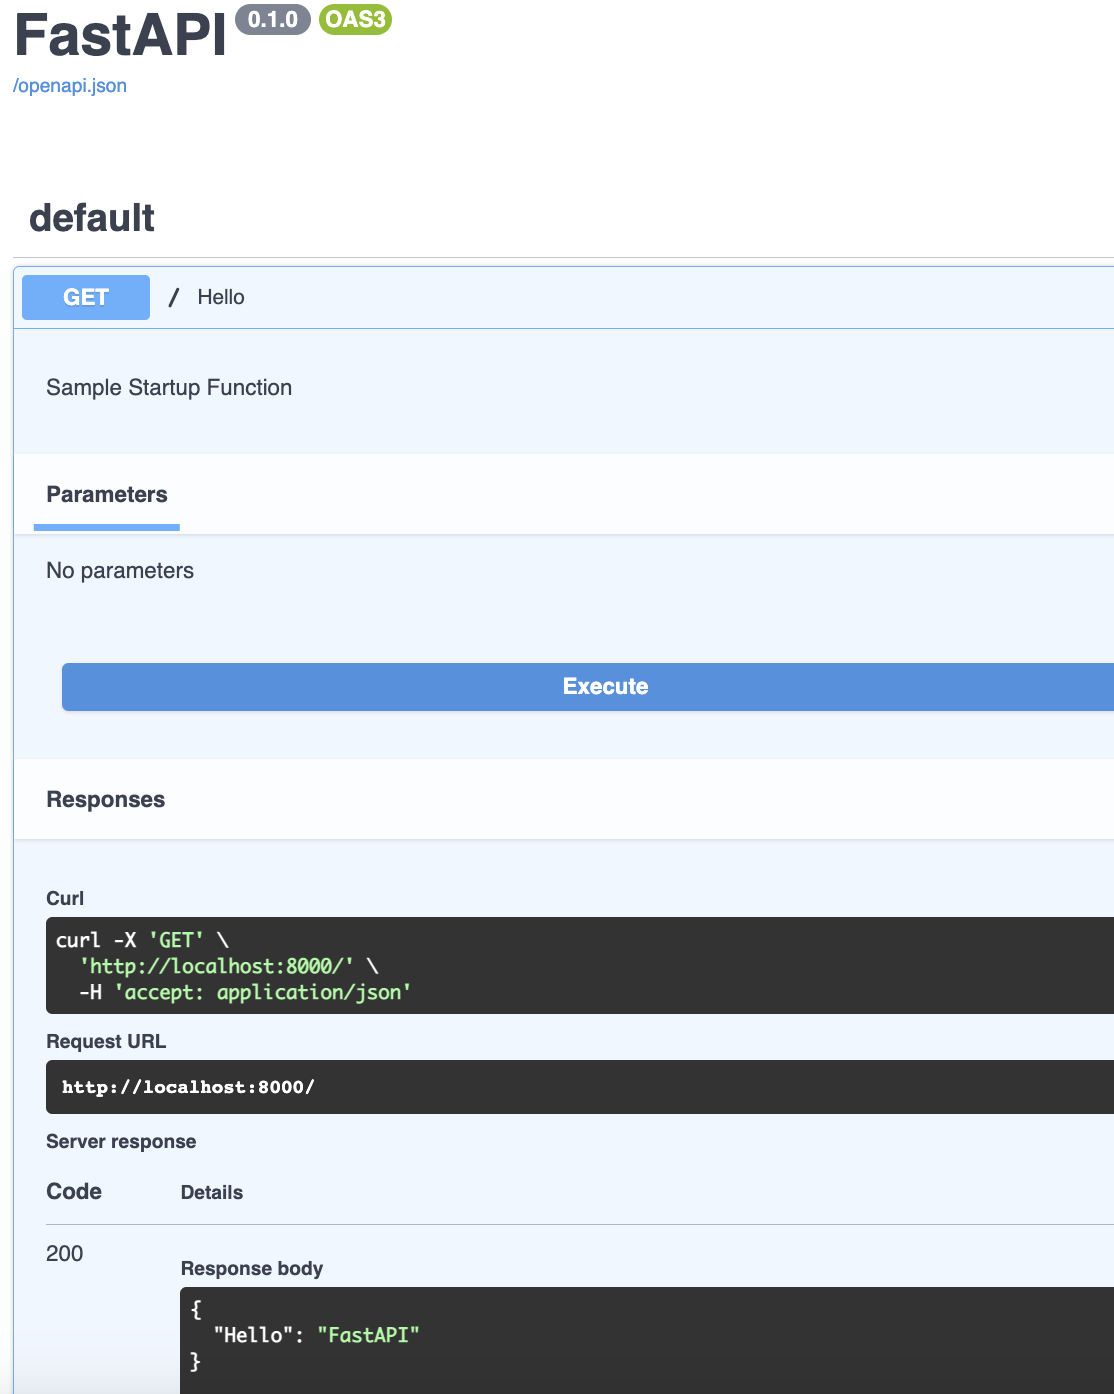 FastAPI 0.1.0 OAS3
/openapi.json
default
GET / Hello
Sample Startup Function
Parameters
No parameters
Execute
Responses
Curl
curl -X 'GET' \
  'http://localhost:8000/' \
  -H 'accept: application/json'
Request URL
http://localhost:8000/
Server response
Code Details
200
Response body
{
  "Hello": "FastAPI"
}